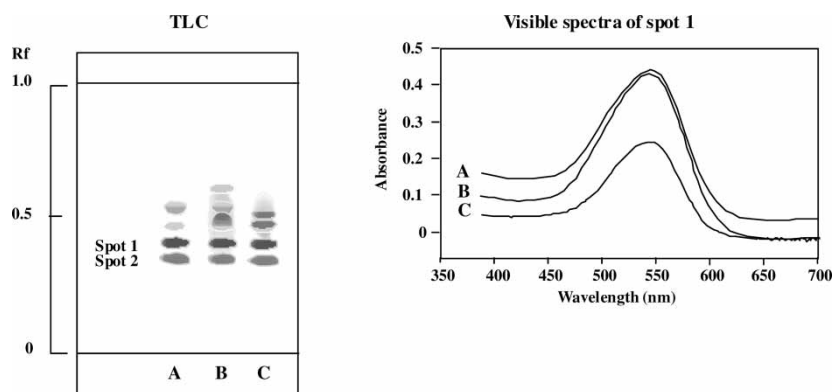 TLC
Rf
1.0
0.5
Spot 1
Spot 2
0
A B C
Visible spectra of spot 1
Absorbance
0.5
0.4
0.3
0.2
0.1
0
A
B
C
350 400 450 500 550 600 650 700
Wavelength (nm)